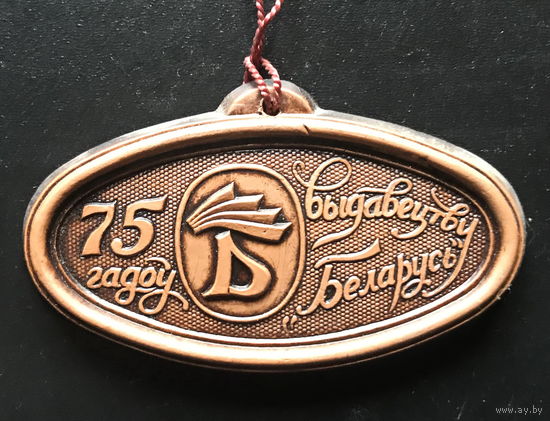 75
гадоў
Б
выдавецтву
„Беларусь“
www.ay.by